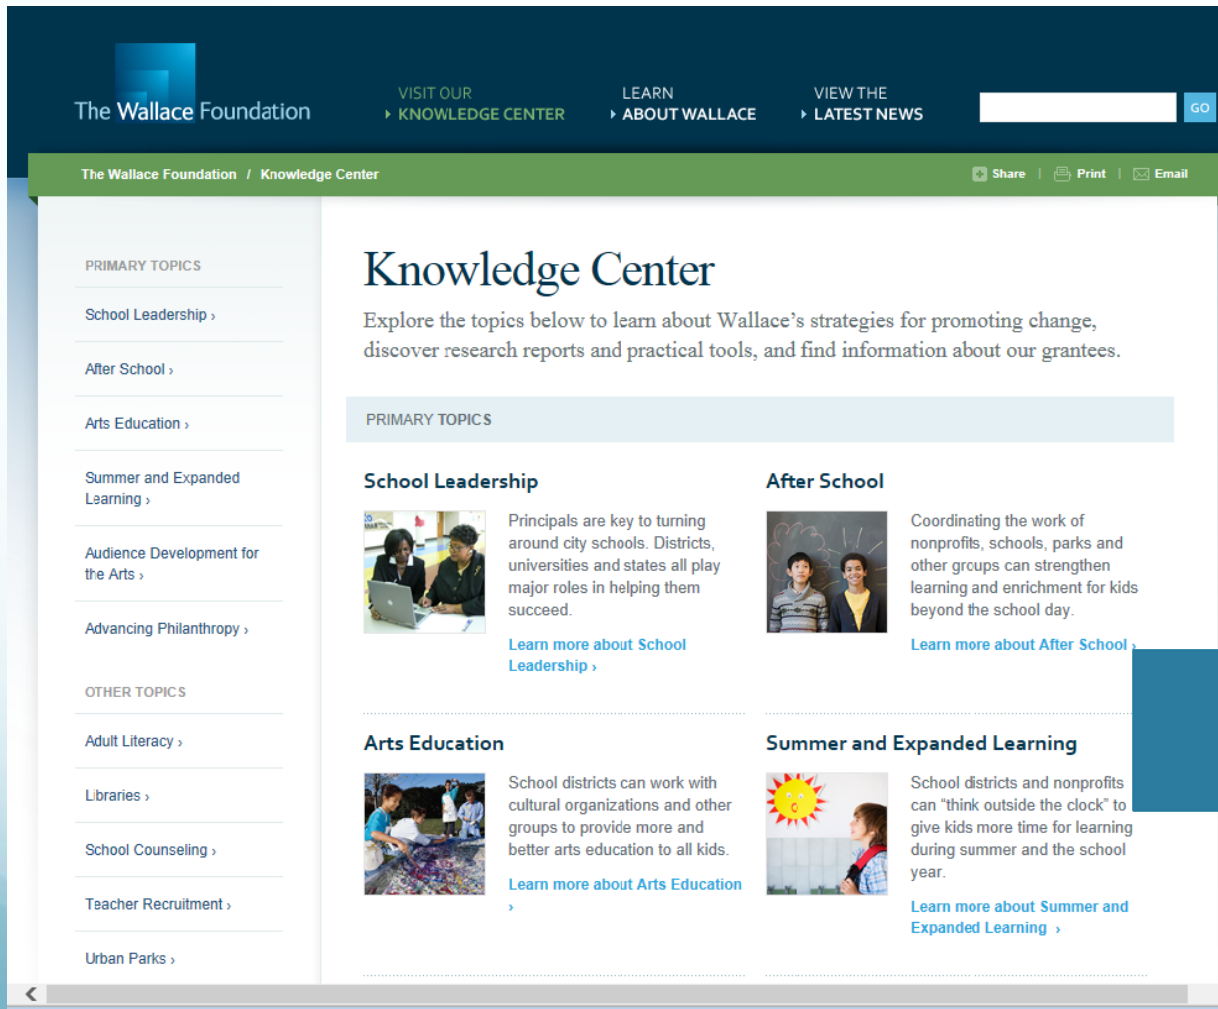 The Wallace Foundation
VISIT OUR
KNOWLEDGE CENTER
LEARN
ABOUT WALLACE
VIEW THE
LATEST NEWS
GO
The Wallace Foundation / Knowledge Center
Share | Print | Email
PRIMARY TOPICS
School Leadership ›
After School ›
Arts Education ›
Summer and Expanded
Learning ›
Audience Development for
the Arts ›
Advancing Philanthropy ›
OTHER TOPICS
Adult Literacy ›
Libraries ›
School Counseling ›
Teacher Recruitment ›
Urban Parks ›
Knowledge Center
Explore the topics below to learn about Wallace’s strategies for promoting change,
discover research reports and practical tools, and find information about our grantees.
PRIMARY TOPICS
School Leadership
Principals are key to turning
around city schools. Districts,
universities and states all play
major roles in helping them
succeed.
Learn more about School
Leadership ›
After School
Coordinating the work of
nonprofits, schools, parks and
other groups can strengthen
learning and enrichment for kids
beyond the school day.
Learn more about After School ›
Arts Education
School districts can work with
cultural organizations and other
groups to provide more and
better arts education to all kids.
Learn more about Arts Education
›
Summer and Expanded Learning
School districts and nonprofits
can “think outside the clock” to
give kids more time for learning
during summer and the school
year.
Learn more about Summer and
Expanded Learning ›